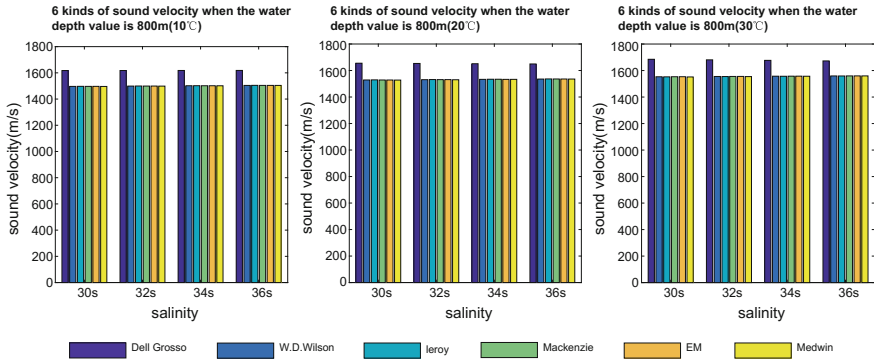 6 kinds of sound velocity when the water
depth value is 800m(10℃)
1800
1600
1400
1200
1000
800
600
400
200
0
sound velocity(m/s)
30s 32s 34s 36s
salinity
6 kinds of sound velocity when the water
depth value is 800m(20℃)
1800
1600
1400
1200
1000
800
600
400
200
0
sound velocity(m/s)
30s 32s 34s 36s
salinity
6 kinds of sound velocity when the water
depth value is 800m(30℃)
1800
1600
1400
1200
1000
800
600
400
200
0
sound velocity(m/s)
30s 32s 34s 36s
salinity
Dell Grosso W.D.Wilson leroy Mackenzie EM Medwin